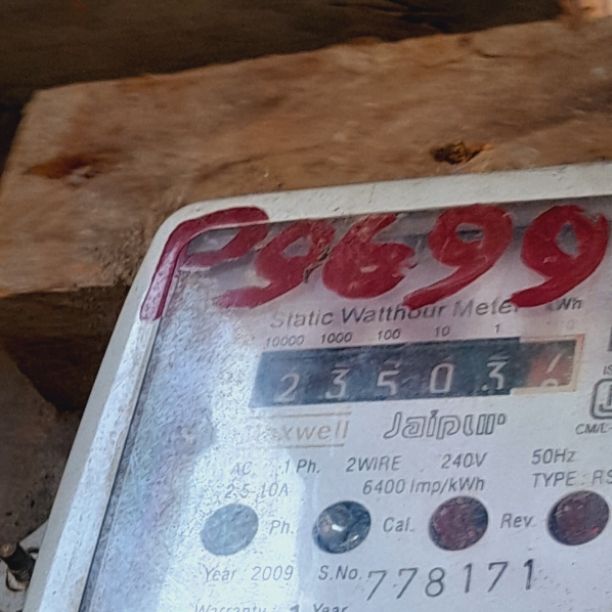 P9699
Static Watthour Meter kWh
10000 1000 100 10 1
2 3 5 0 3
Maxwell Jaipur
AC 1 Ph. 2WIRE 240V 50Hz
2.5-10A 6400 Imp/kWh TYPE : RS
Ph. Cal. Rev.
Year : 2009 S.No. 778171
Warranty : 1 Year